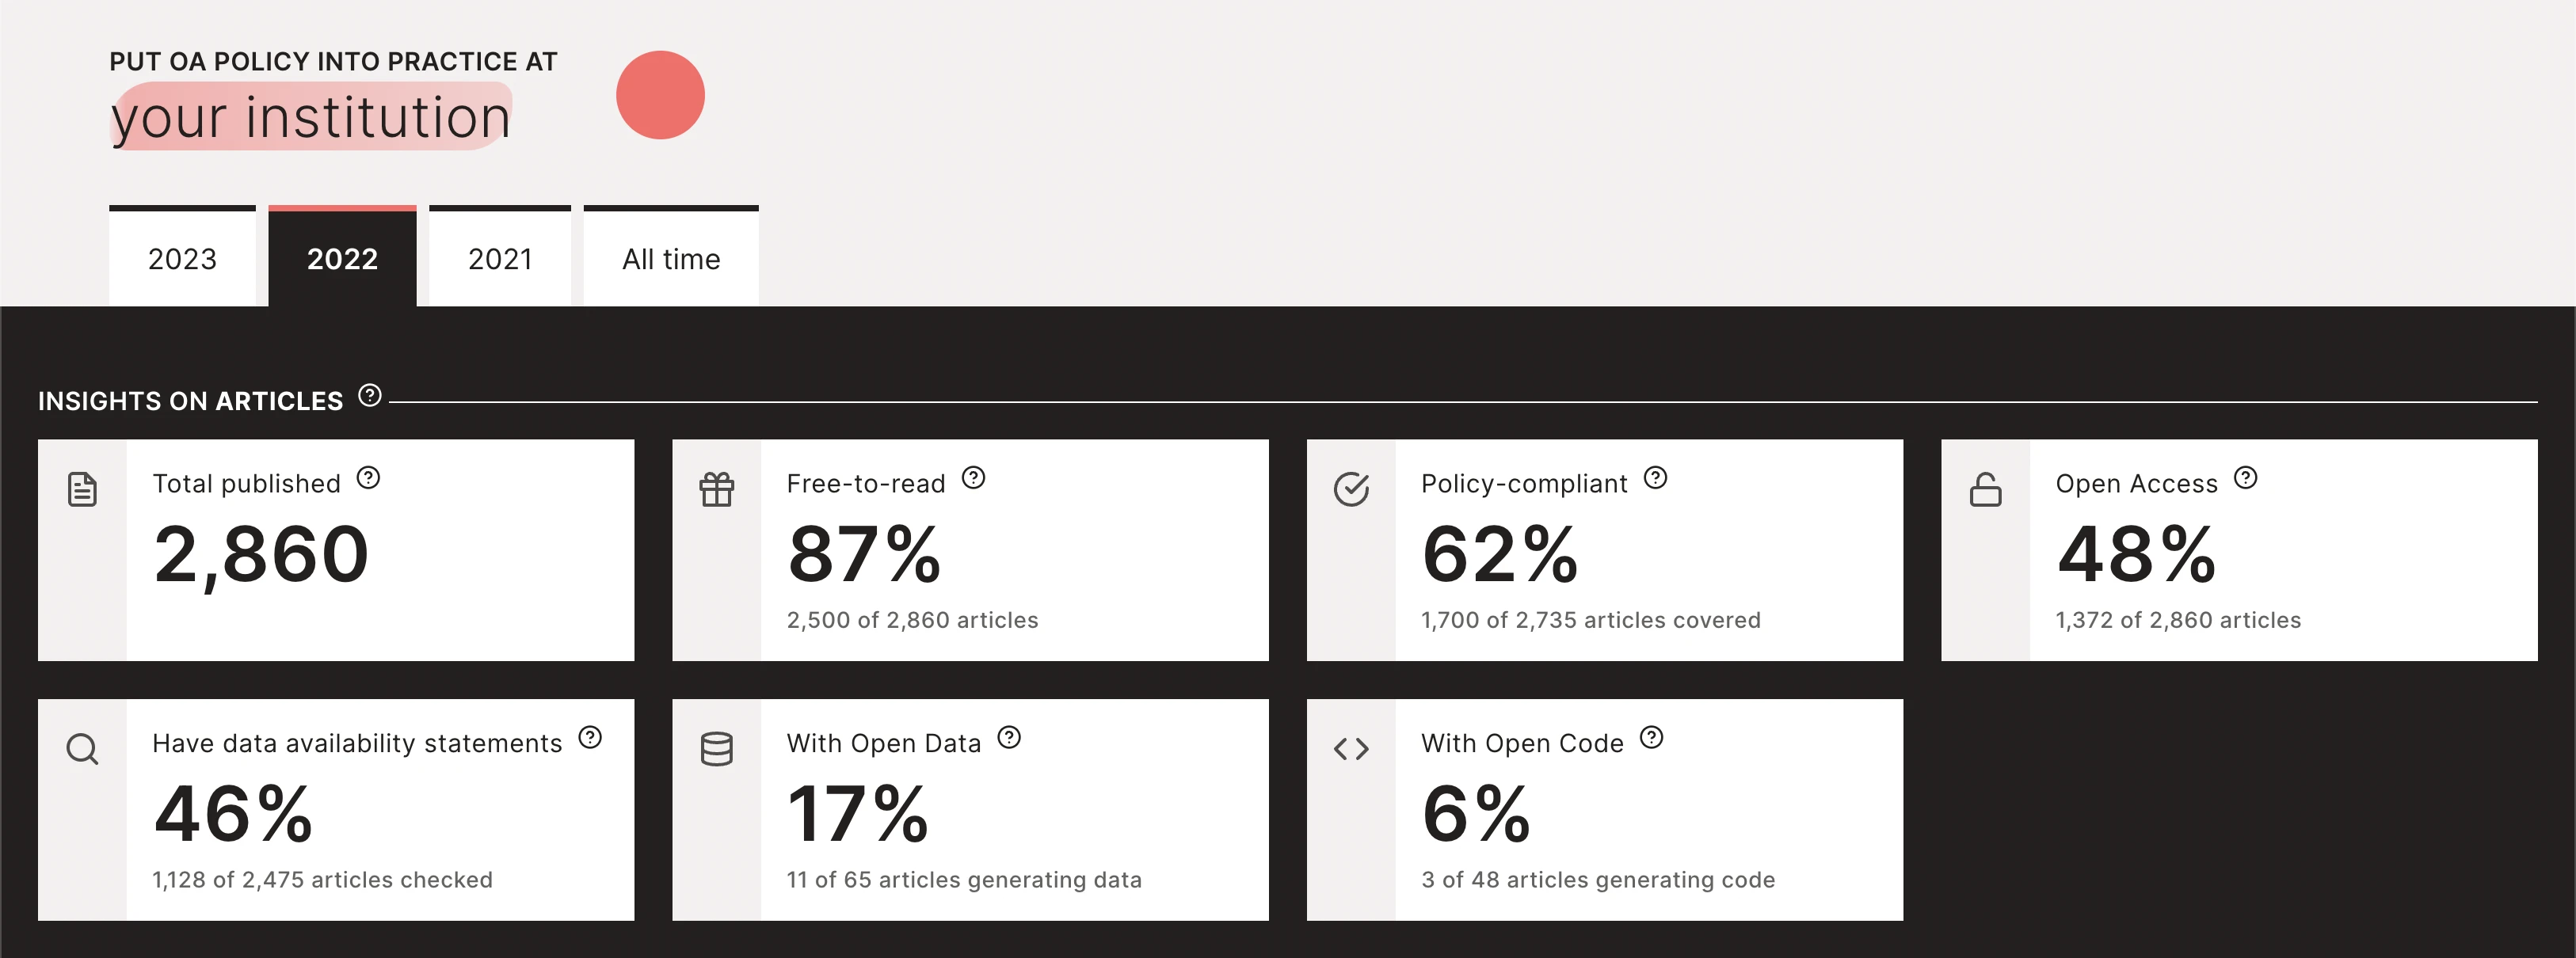 PUT OA POLICY INTO PRACTICE AT
your institution
2023
2022
2021
All time
INSIGHTS ON ARTICLES
Total published
2,860
Free-to-read
87%
2,500 of 2,860 articles
Policy-compliant
62%
1,700 of 2,735 articles covered
Open Access
48%
1,372 of 2,860 articles
Have data availability statements
46%
1,128 of 2,475 articles checked
With Open Data
17%
11 of 65 articles generating data
With Open Code
6%
3 of 48 articles generating code